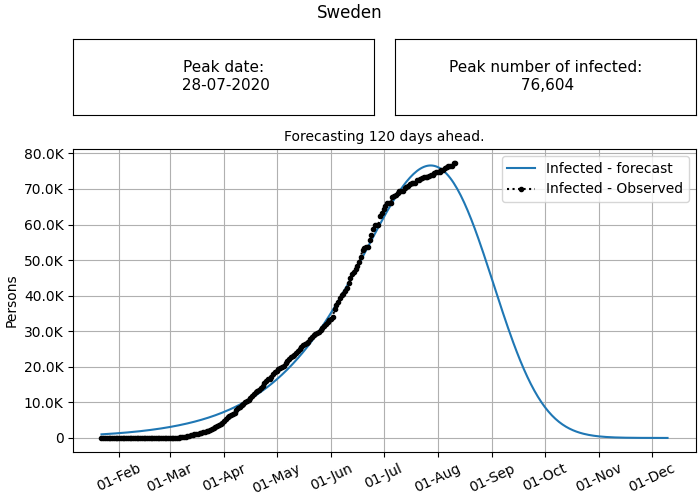 Sweden
Peak date:
28-07-2020
Peak number of infected:
76,604
Forecasting 120 days ahead.
80.0K
70.0K
60.0K
50.0K
40.0K
30.0K
20.0K
10.0K
0
Persons
Infected - forecast
Infected - Observed
01-Feb
01-Mar
01-Apr
01-May
01-Jun
01-Jul
01-Aug
01-Sep
01-Oct
01-Nov
01-Dec